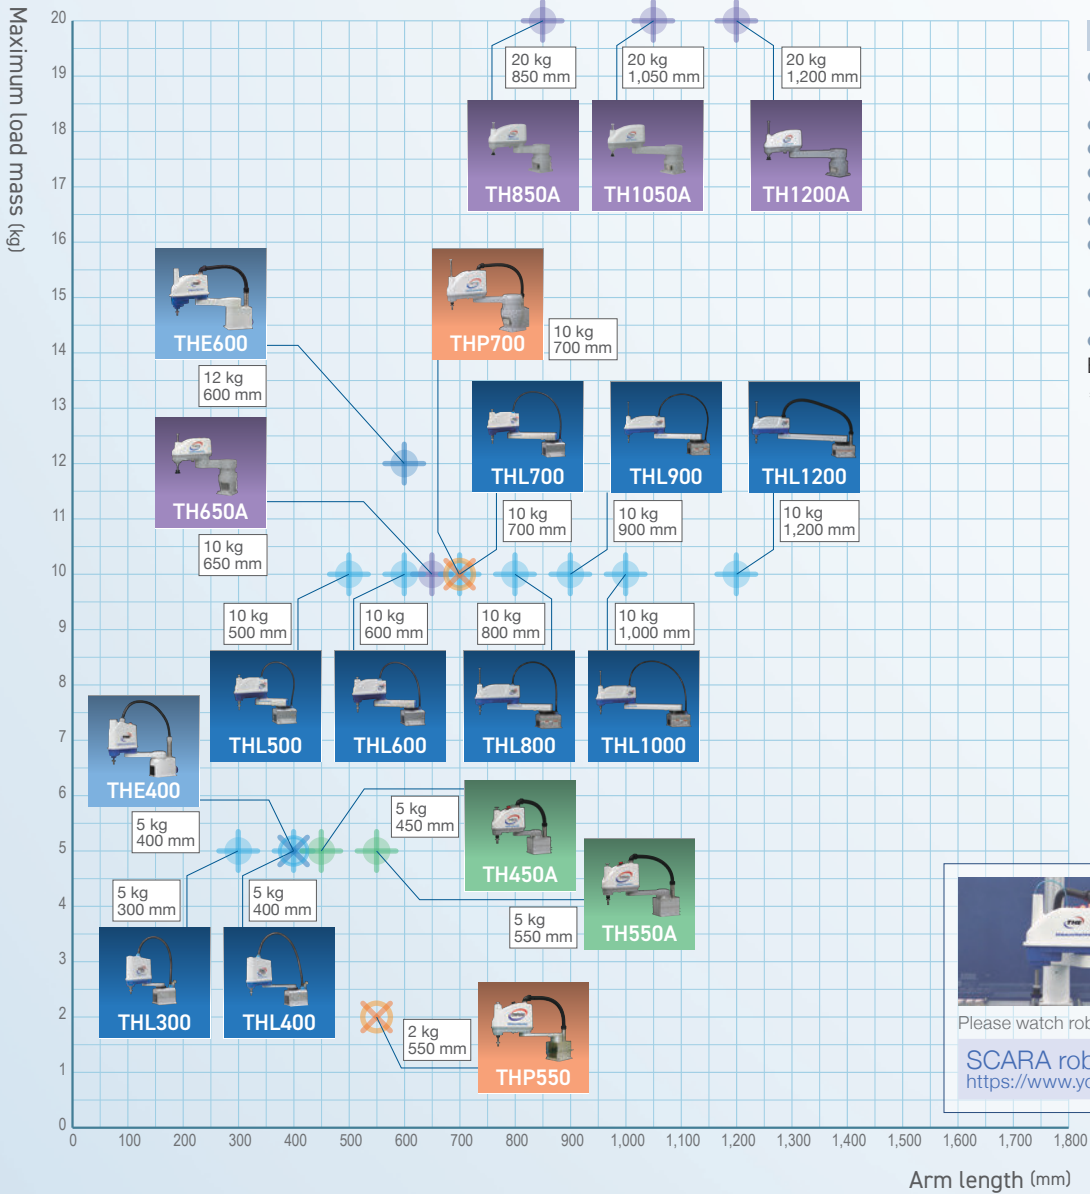 Maximum load mass (kg)
20
19
18
17
16
15
14
13
12
11
10
9
8
7
6
5
4
3
2
1
0
20 kg
850 mm
TH850A
20 kg
1,050 mm
TH1050A
20 kg
1,200 mm
TH1200A
THE600
12 kg
600 mm
THP700
10 kg
700 mm
TH650A
10 kg
650 mm
THL700
10 kg
700 mm
THL900
10 kg
900 mm
THL1200
10 kg
1,200 mm
10 kg
500 mm
THL500
10 kg
600 mm
THL600
10 kg
800 mm
THL800
10 kg
1,000 mm
THL1000
THE400
5 kg
400 mm
5 kg
450 mm
TH450A
5 kg
550 mm
TH550A
5 kg
300 mm
THL300
5 kg
400 mm
THL400
2 kg
550 mm
THP550
Please watch rob
SCARA rob
https://www.yo
0 100 200 300 400 500 600 700 800 900 1,000 1,100 1,200 1,300 1,400 1,500 1,600 1,700 1,800
Arm length (mm)